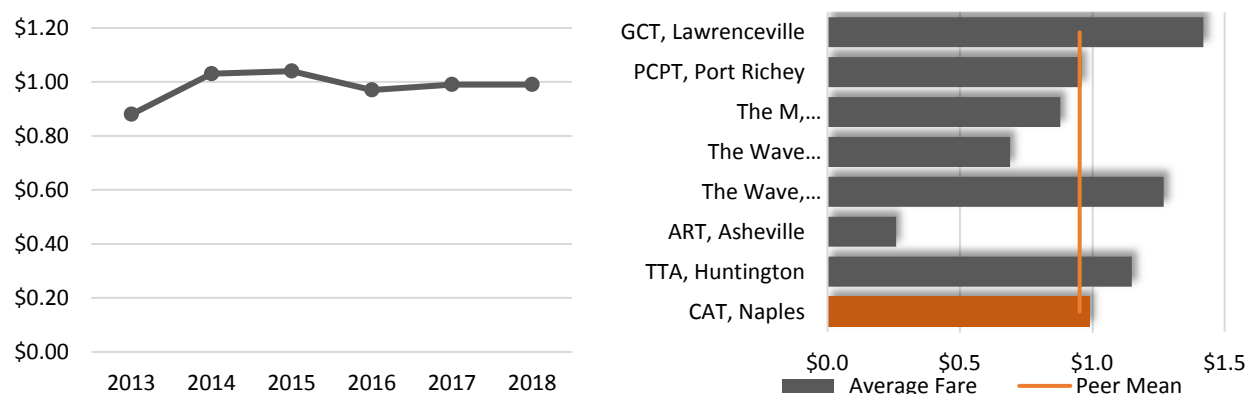 $1.20
$1.00
$0.80
$0.60
$0.40
$0.20
$0.00
2013 2014 2015 2016 2017 2018
GCT, Lawrenceville
PCPT, Port Richey
The M,...
The Wave...
The Wave,...
ART, Asheville
TTA, Huntington
CAT, Naples
$0.0 $0.5 $1.0 $1.5
Average Fare Peer Mean